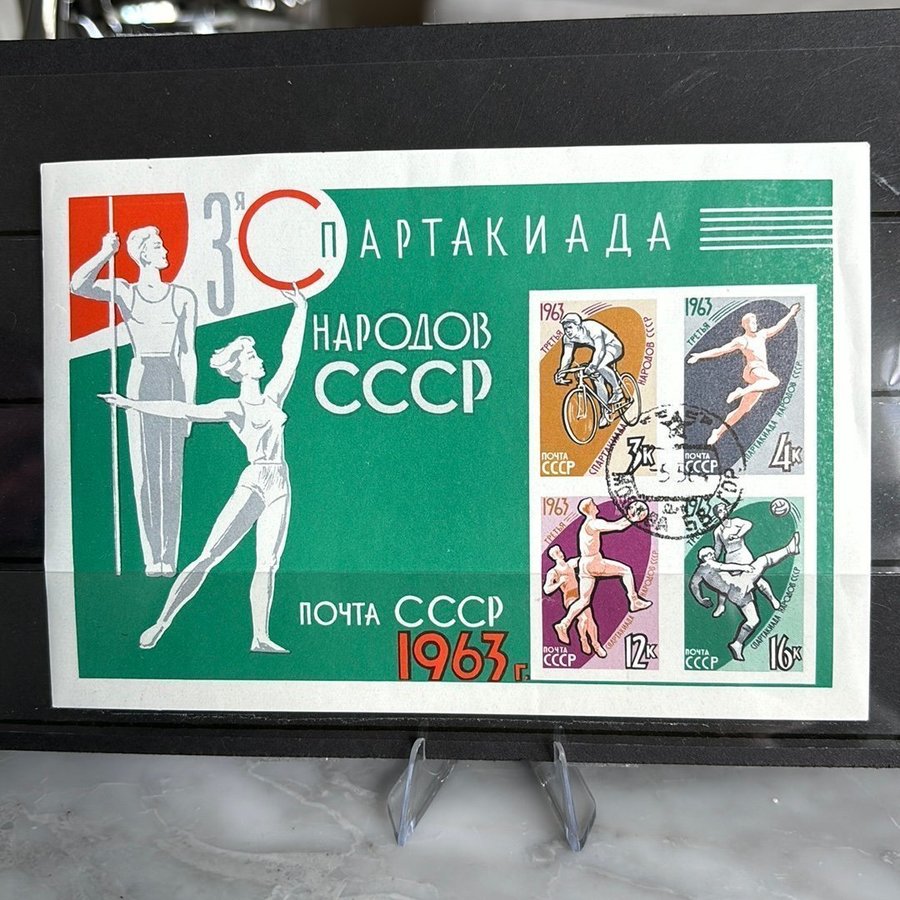 3я СПАРТАКИАДА
НАРОДОВ
СССР
ПОЧТА СССР
1963 г.
1963
ТРЕТЬЯ
СПАРТАКИАДА
НАРОДОВ СССР
ПОЧТА
СССР
3к
1963
ТРЕТЬЯ
СПАРТАКИАДА НАРОДОВ СССР
ПОЧТА
СССР
4к
1963
ТРЕТЬЯ
СПАРТАКИАДА
НАРОДОВ СССР
ПОЧТА
СССР
12к
1963
СПАРТАКИАДА НАРОДОВ СССР
ПОЧТА
СССР
16к